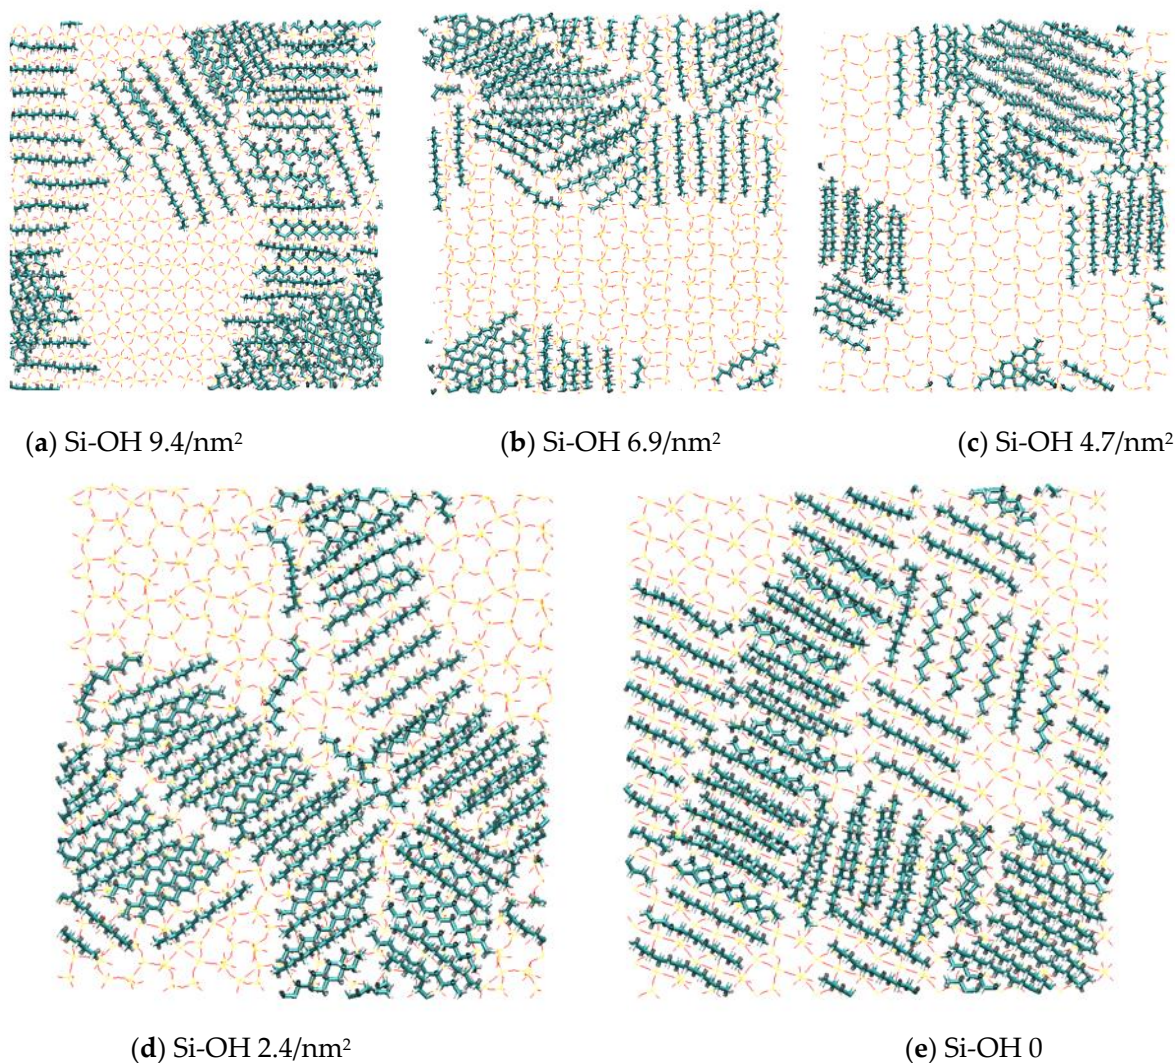 (a) Si-OH 9.4/nm²
(b) Si-OH 6.9/nm²
(c) Si-OH 4.7/nm²
(d) Si-OH 2.4/nm²
(e) Si-OH 0